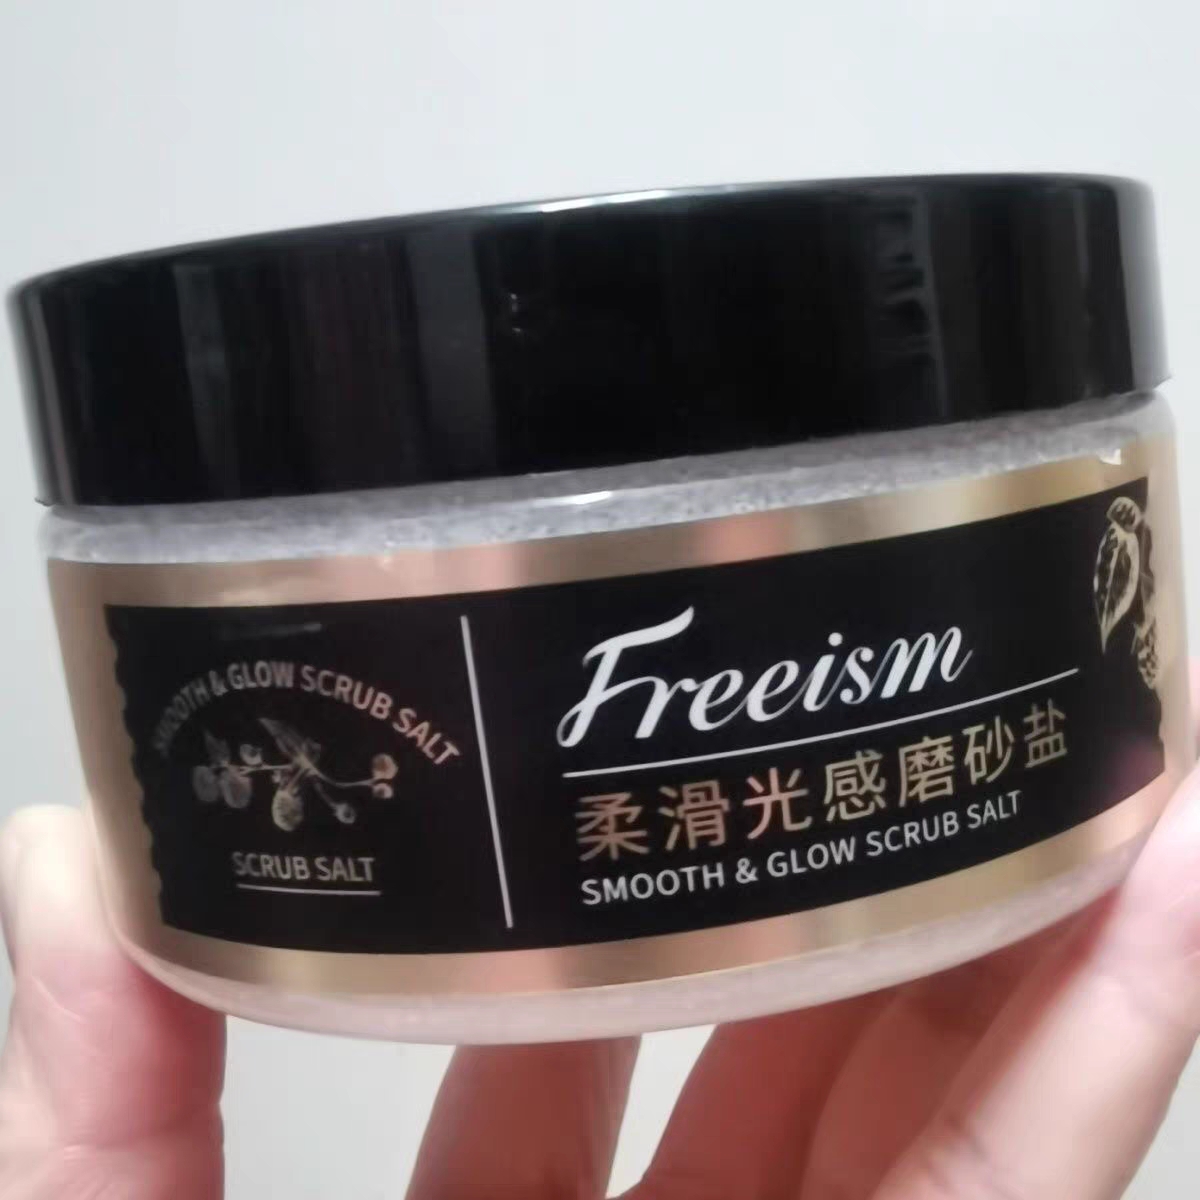 SMOOTH & GLOW SCRUB SALT
SCRUB SALT
Freeism
柔滑光感磨砂盐
SMOOTH & GLOW SCRUB SALT